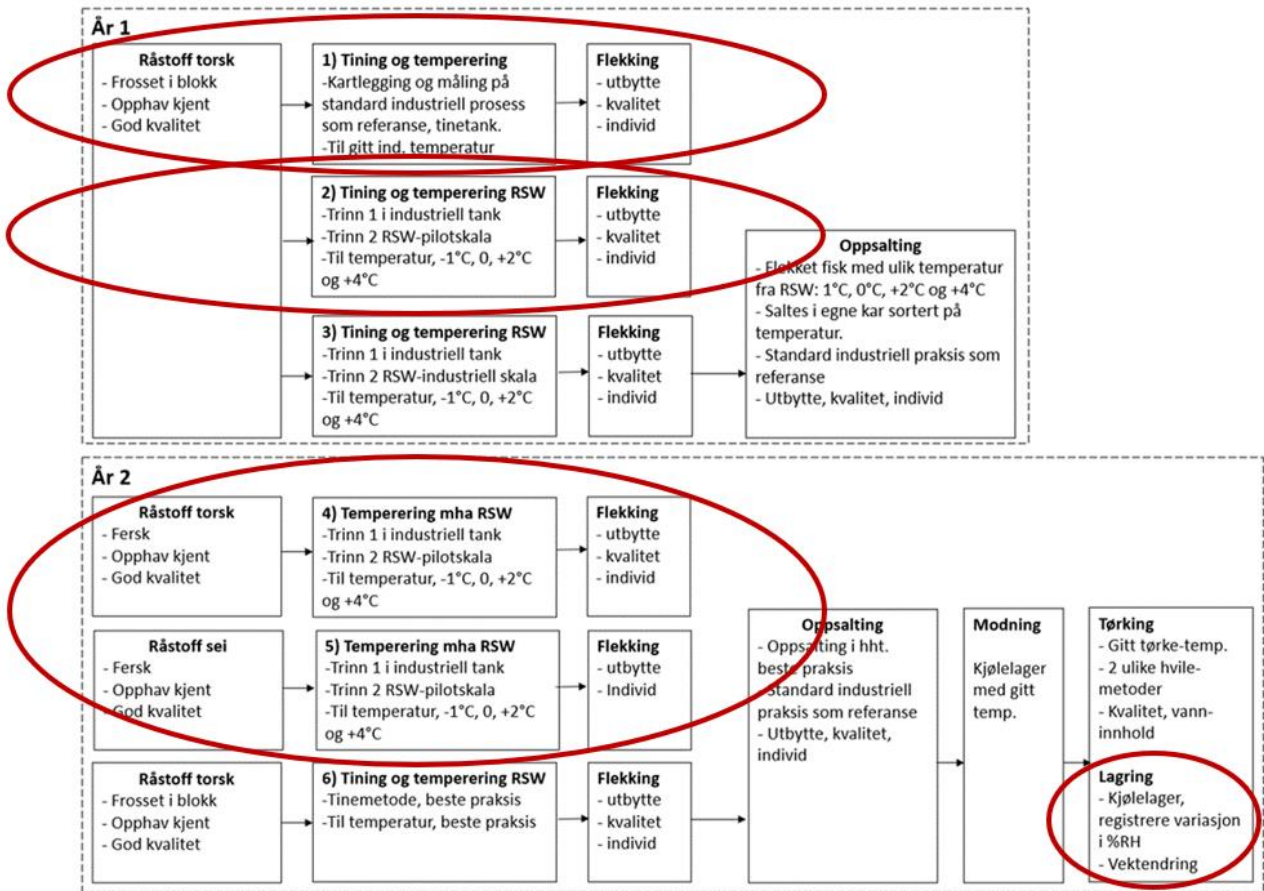 År 1
Råstoff torsk
- Frosset i blokk
- Opphav kjent
- God kvalitet
1) Tining og temperering
-Kartlegging og måling på
standard industriell prosess
som referanse, tinetank.
-Til gitt ind. temperatur
Flekking
- utbytte
- kvalitet
- individ
2) Tining og temperering RSW
-Trinn 1 i industriell tank
-Trinn 2 RSW-pilotskala
-Til temperatur, -1°C, 0, +2°C
og +4°C
Flekking
- utbytte
- kvalitet
- individ
3) Tining og temperering RSW
-Trinn 1 i industriell tank
-Trinn 2 RSW-industriell skala
-Til temperatur, -1°C, 0, +2°C
og +4°C
Flekking
- utbytte
- kvalitet
- individ
Oppsalting
- Flekket fisk med ulik temperatur
fra RSW: 1°C, 0°C, +2°C og +4°C
- Saltes i egne kar sortert på
temperatur.
- Standard industriell praksis som
referanse
- Utbytte, kvalitet, individ
År 2
Råstoff torsk
- Fersk
- Opphav kjent
- God kvalitet
4) Temperering mha RSW
-Trinn 1 i industriell tank
-Trinn 2 RSW-pilotskala
-Til temperatur, -1°C, 0, +2°C
og +4°C
Flekking
- utbytte
- kvalitet
- individ
Råstoff sei
- Fersk
- Opphav kjent
- God kvalitet
5) Temperering mha RSW
-Trinn 1 i industriell tank
-Trinn 2 RSW-pilotskala
-Til temperatur, -1°C, 0, +2°C
og +4°C
Flekking
- utbytte
- Individ
Råstoff torsk
- Frosset i blokk
- Opphav kjent
- God kvalitet
6) Tining og temperering RSW
-Tinemetode, beste praksis
-Til temperatur, beste praksis
Flekking
- utbytte
- kvalitet
- individ
Oppsalting
- Oppsalting i hht.
beste praksis
- Standard industriell
praksis som referanse
- Utbytte, kvalitet,
individ
Modning
Kjølelager
med gitt
temp.
Tørking
- Gitt tørke-temp.
- 2 ulike hvile-
metoder
- Kvalitet, vann-
innhold
Lagring
- Kjølelager,
registrere variasjon
i %RH
- Vektendring